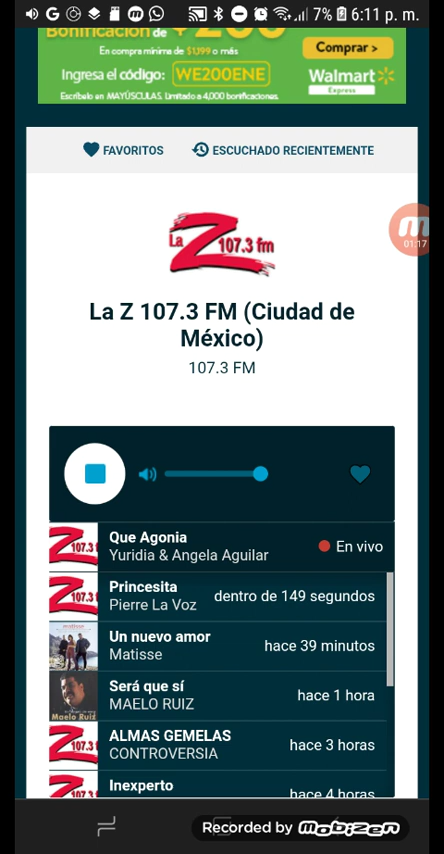 7% 6:11 p. m.
Bonificación de + 200
En compra mínima de $1,199 o más
Comprar >
Ingresa el código: WE200ENE
Walmart
Express
Escríbelo en MAYÚSCULAS. Limitado a 4,000 bonificaciones.
FAVORITOS
ESCUCHADO RECIENTEMENTE
La Z 107.3 fm
01:17
La Z 107.3 FM (Ciudad de
México)
107.3 FM
Que Agonia
Yuridia & Angela Aguilar
En vivo
Princesita
Pierre La Voz
dentro de 149 segundos
Un nuevo amor
Matisse
hace 39 minutos
Maelo Ruiz
Será que sí
MAELO RUIZ
hace 1 hora
ALMAS GEMELAS
CONTROVERSIA
hace 3 horas
Inexperto
hace 4 horas
Recorded by Mobizen